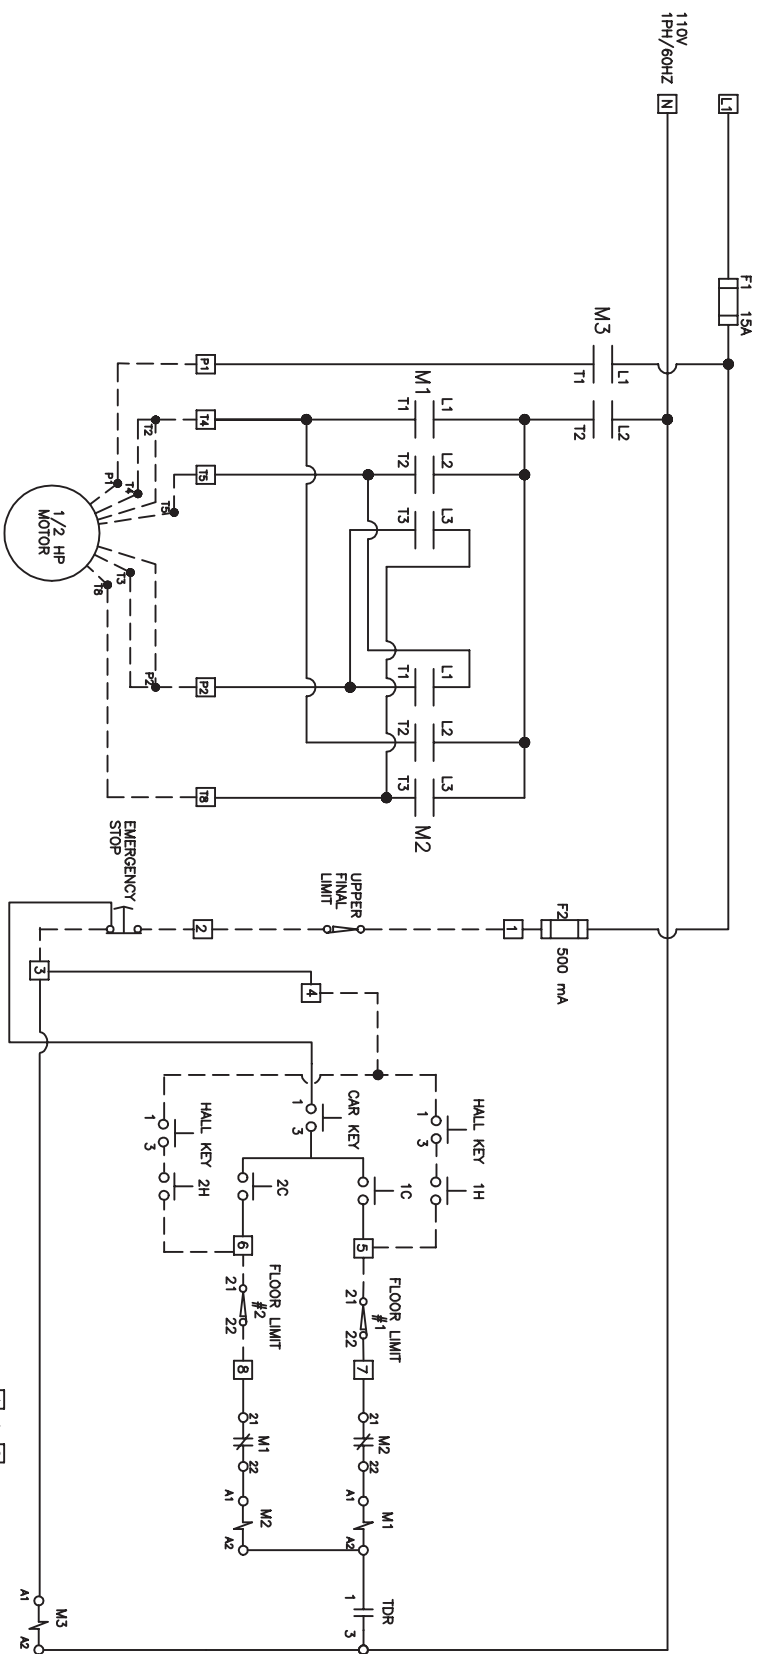 110V
1PH/60HZ
L1
N
F1 15A
M3
L1
T1
L2
T2
P1
T4
T5
P2
T8
M1
L1
T1
L2
T2
L3
T3
L1
T1
L2
T2
L3
T3
M2
T2
P1
T4
T5
1/2 HP
MOTOR
T3
T8
P2
EMERGENCY
STOP
2
UPPER
FINAL
LIMIT
1
F2 500 mA
3
4
HALL KEY
1 3
1H
CAR KEY
1 3
1C
2C
HALL KEY
1 3
2H
5
6
FLOOR LIMIT
#1
21 22
FLOOR LIMIT
#2
21 22
7
8
M2
21 22
M1
21 22
M1
A1 A2
M2
A1 A2
TDR
1 3
M3
A1 A2